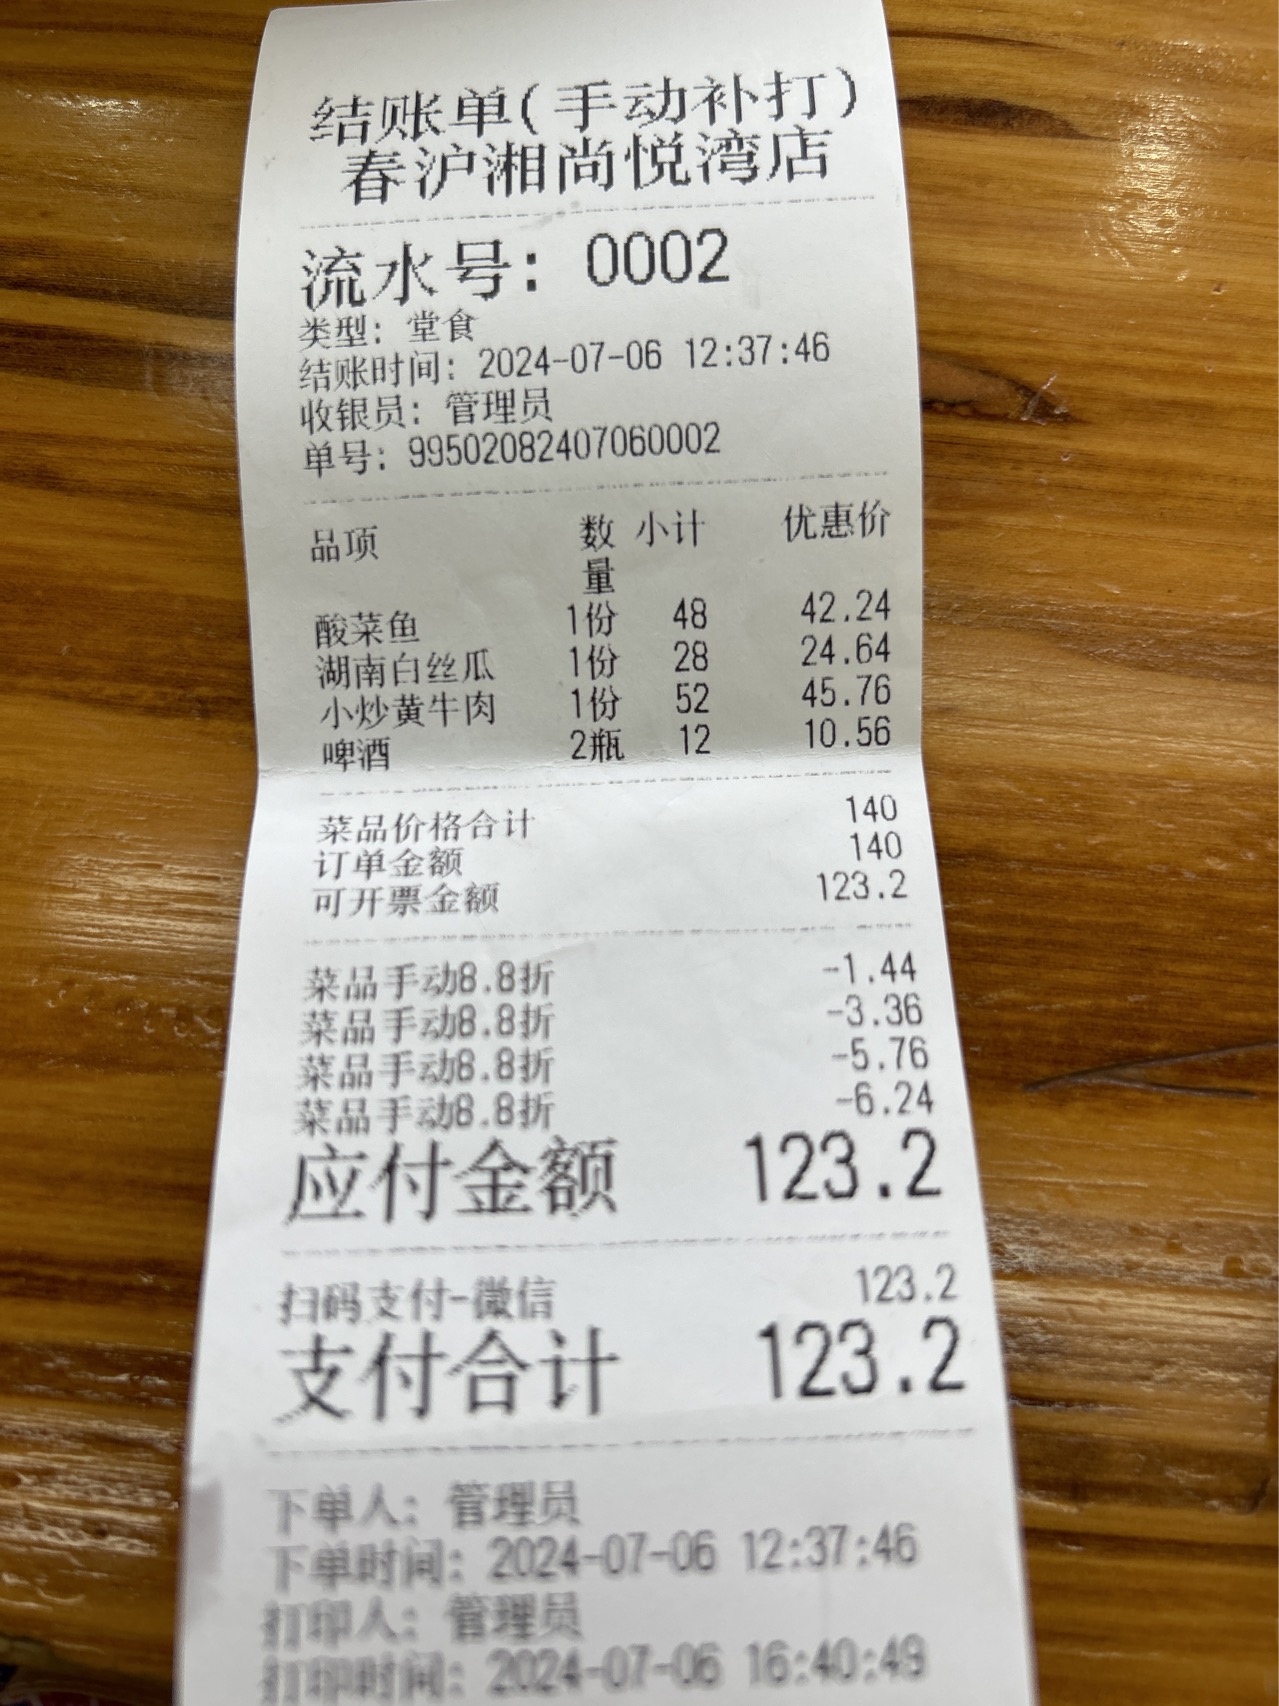 结账单(手动补打)
春沪湘尚悦湾店
流水号: 0002
类型: 堂食
结账时间: 2024-07-06 12:37:46
收银员: 管理员
单号: 99502082407060002
品项 数量 小计 优惠价
酸菜鱼 1份 48 42.24
湖南白丝瓜 1份 28 24.64
小炒黄牛肉 1份 52 45.76
啤酒 2瓶 12 10.56
菜品价格合计 140
订单金额 140
可开票金额 123.2
菜品手动8.8折 -1.44
菜品手动8.8折 -3.36
菜品手动8.8折 -5.76
菜品手动8.8折 -6.24
应付金额 123.2
扫码支付-微信 123.2
支付合计 123.2
下单人: 管理员
下单时间: 2024-07-06 12:37:46
打印人: 管理员
打印时间: 2024-07-06 16:40:49